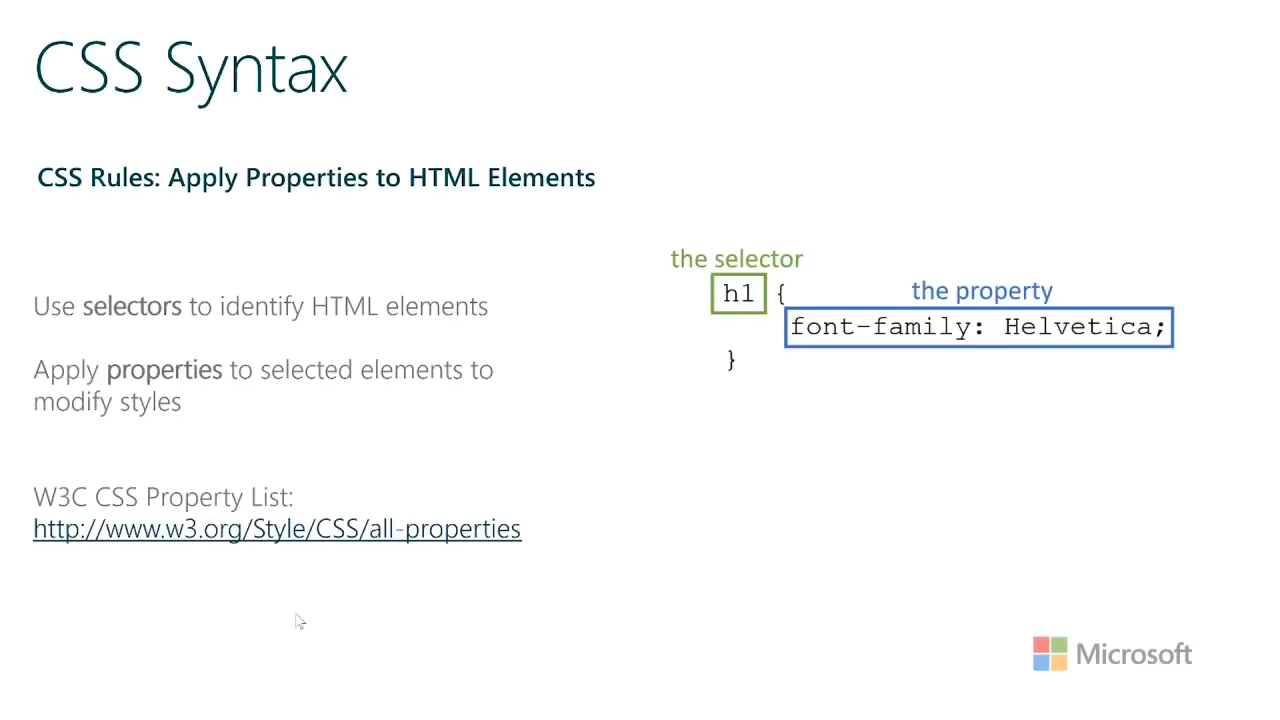 CSS Syntax
CSS Rules: Apply Properties to HTML Elements
Use selectors to identify HTML elements
Apply properties to selected elements to
modify styles
W3C CSS Property List:
http://www.w3.org/Style/CSS/all-properties
the selector
h1 {
the property
font-family: Helvetica;
}
Microsoft